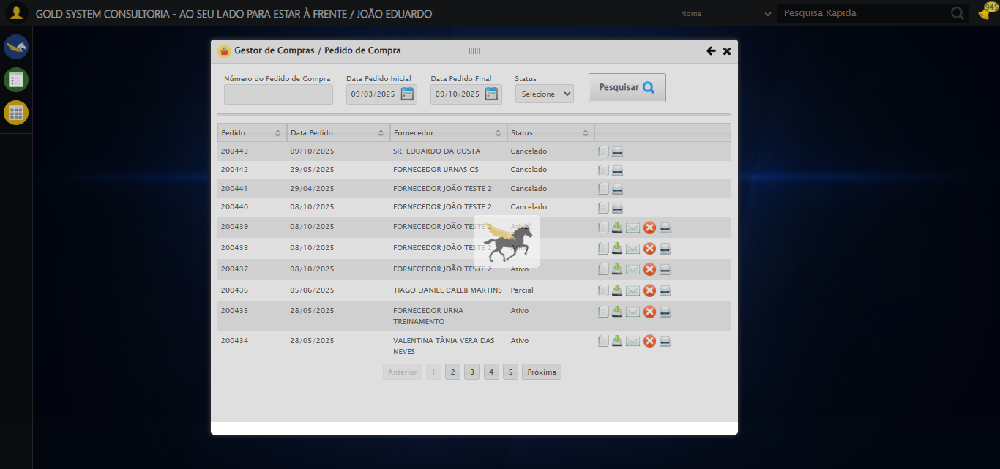 GOLD SYSTEM CONSULTORIA - AO SEU LADO PARA ESTAR À FRENTE / JOÃO EDUARDO
Nome
Pesquisa Rapida
945
Gestor de Compras / Pedido de Compra
Número do Pedido de Compra Data Pedido Inicial Data Pedido Final Status
09/03/2025 09/10/2025 Selecione Pesquisar
Pedido Data Pedido Fornecedor Status
200443 09/10/2025 SR. EDUARDO DA COSTA Cancelado
200442 29/05/2025 FORNECEDOR URNAS CS Cancelado
200441 29/04/2025 FORNECEDOR JOÃO TESTE 2 Cancelado
200440 08/10/2025 FORNECEDOR JOÃO TESTE 2 Cancelado
200439 08/10/2025 FORNECEDOR JOÃO TESTE 2 Ativo
200438 08/10/2025 FORNECEDOR JOÃO TESTE 2 Ativo
200437 08/10/2025 FORNECEDOR JOÃO TESTE 2 Ativo
200436 05/06/2025 TIAGO DANIEL CALEB MARTINS Parcial
200435 28/05/2025 FORNECEDOR URNA Ativo
TREINAMENTO
200434 28/05/2025 VALENTINA TÂNIA VERA DAS Ativo
NEVES
Anterior 1 2 3 4 5 Próxima